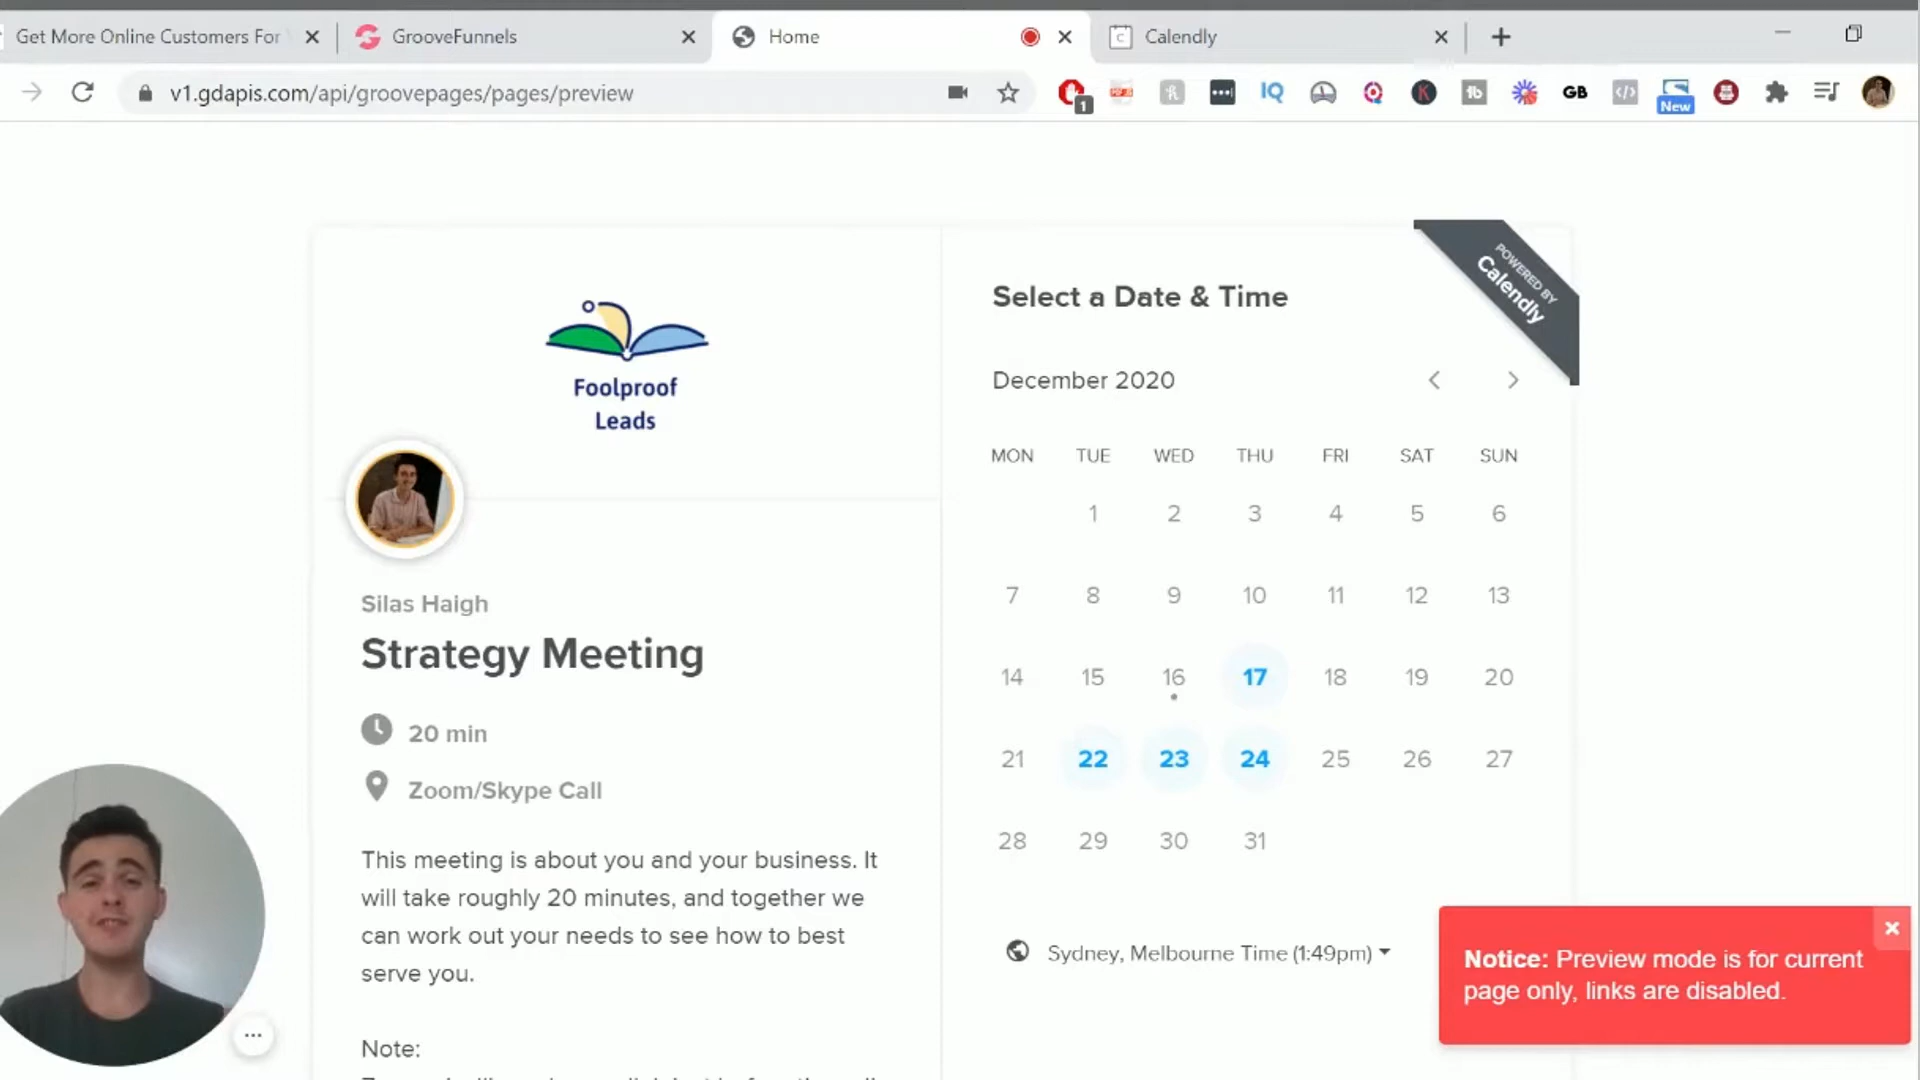 Get More Online Customers For
GrooveFunnels
Home
Calendly
v1.gdapis.com/api/groovepages/pages/preview
1
IQ
K
tb
GB
</>
New
POWERED BY
Calendly
Foolproof
Leads
Select a Date & Time
December 2020
MON TUE WED THU FRI SAT SUN
1 2 3 4 5 6
7 8 9 10 11 12 13
14 15 16 17 18 19 20
21 22 23 24 25 26 27
28 29 30 31
Sydney, Melbourne Time (1:49pm)
Silas Haigh
Strategy Meeting
20 min
Zoom/Skype Call
This meeting is about you and your business. It
will take roughly 20 minutes, and together we
can work out your needs to see how to best
serve you.
Note:
Notice: Preview mode is for current
page only, links are disabled.